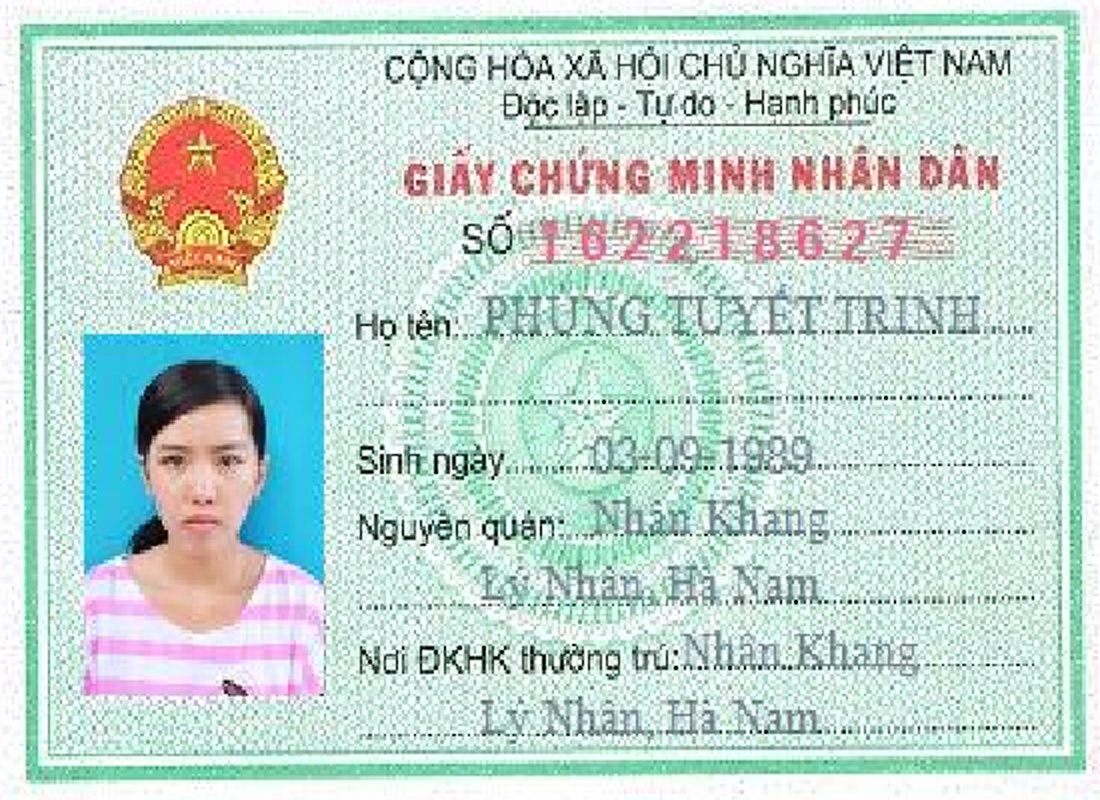 CỘNG HÒA XÃ HỘI CHỦ NGHĨA VIỆT NAM
Độc lập - Tự do - Hạnh phúc
GIẤY CHỨNG MINH NHÂN DÂN
SỐ 162218627
Họ tên: PHÙNG TUYẾT TRINH
Sinh ngày 03-09-1989
Nguyên quán: Nhân Khang
Lý Nhân, Hà Nam
Nơi ĐKHK thường trú: Nhân Khang
Lý Nhân, Hà Nam